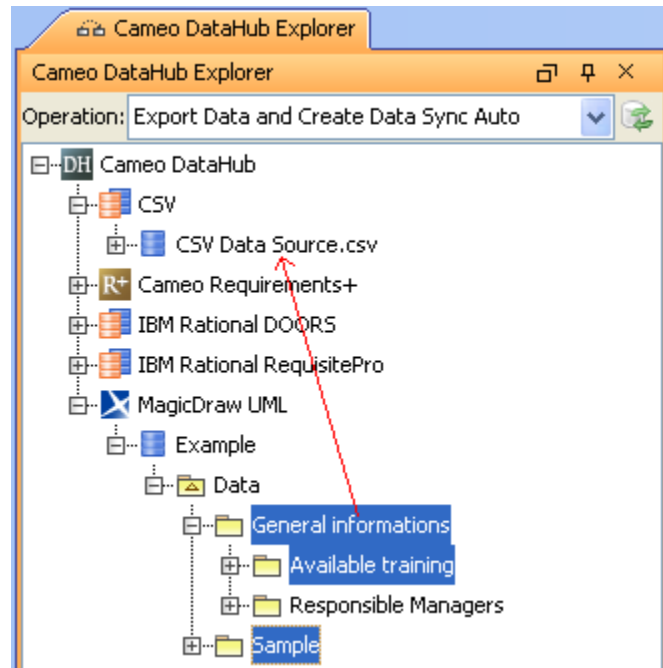 Cameo DataHub Explorer
Cameo DataHub Explorer
Operation: Export Data and Create Data Sync Auto
DH Cameo DataHub
CSV
CSV Data Source.csv
R+ Cameo Requirements+
IBM Rational DOORS
IBM Rational RequisitePro
MagicDraw UML
Example
Data
General informations
Available training
Responsible Managers
Sample